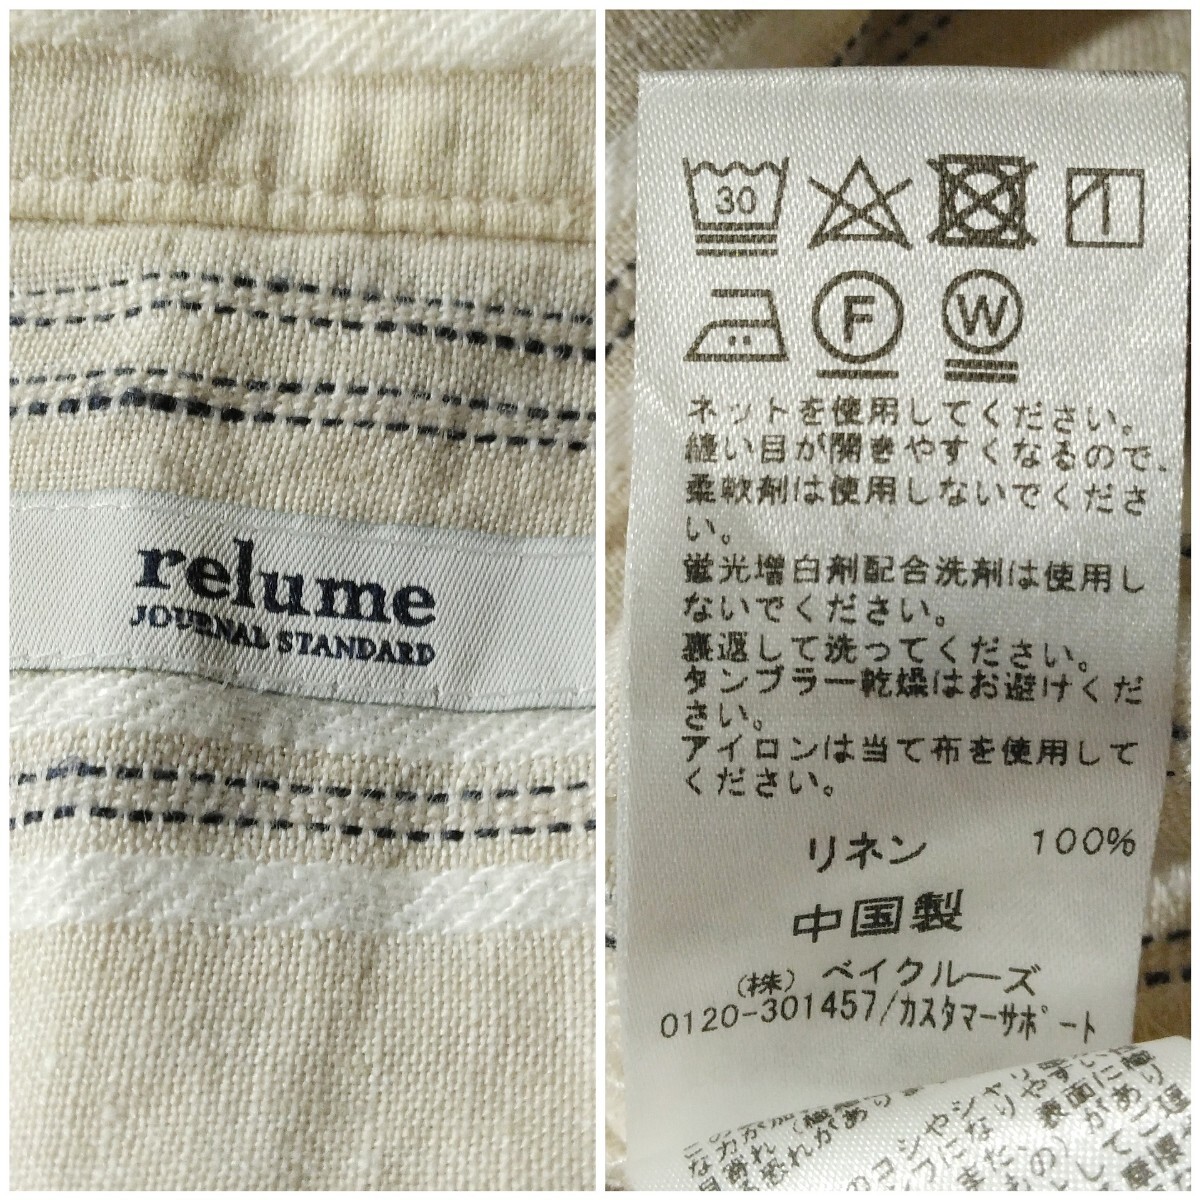 relume
JOURNAL STANDARD
30
F
W
ネットを使用してください。
縫い目が開きやすくなるので、
柔軟剤は使用しないでくださ
い。
蛍光増白剤配合洗剤は使用し
ないでください。
裏返して洗ってください。
タンブラー乾燥はお避けくだ
さい。
アイロンは当て布を使用して
ください。
リネン 100%
中国製
(株) ベイクルーズ
0120-301457/カスタマーサポート